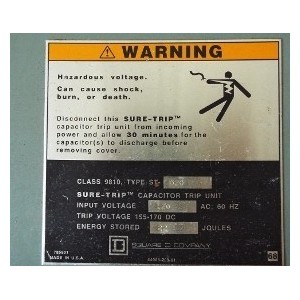 WARNING
Hazardous voltage.
Can cause shock,
burn, or death.
Disconnect this SURE-TRIP™
capacitor trip unit from incoming
power and allow 30 minutes for the
capacitor(s) to discharge before
removing cover.
CLASS 9810, TYPE ST-
SURE-TRIP™ CAPACITOR TRIP UNIT
INPUT VOLTAGE AC; 60 HZ
TRIP VOLTAGE 155-170 DC
ENERGY STORED JOULES
SQUARE D COMPANY
MADE IN U.S.A.